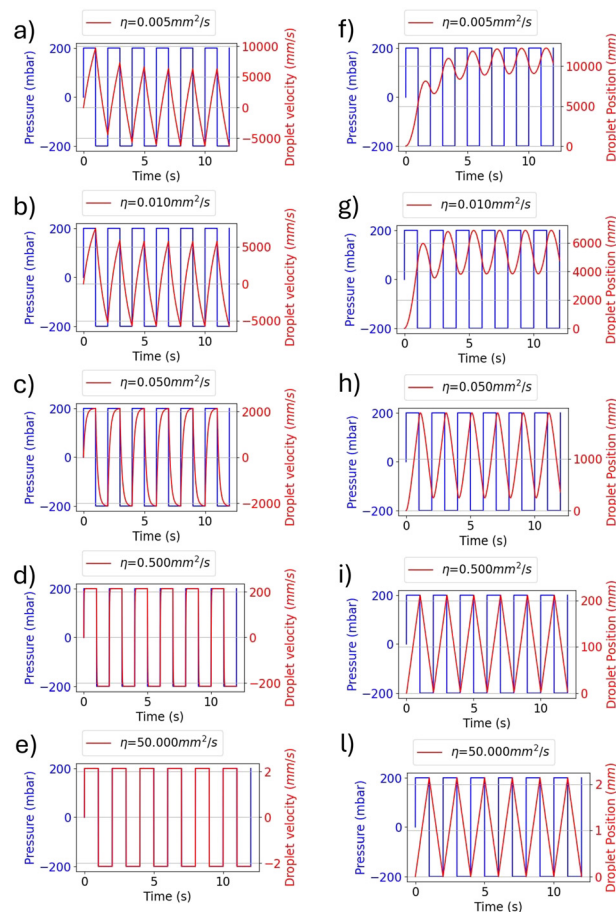 a)
η=0.005mm²/s
Pressure (mbar)
200
0
−200
10000
5000
0
−5000
Droplet velocity (mm/s)
0
5
10
Time (s)
f)
η=0.005mm²/s
Pressure (mbar)
200
0
−200
10000
5000
0
Droplet Position (mm)
0
5
10
Time (s)
b)
η=0.010mm²/s
Pressure (mbar)
200
0
−200
5000
0
−5000
Droplet velocity (mm/s)
0
5
10
Time (s)
g)
η=0.010mm²/s
Pressure (mbar)
200
0
−200
6000
4000
2000
0
Droplet Position (mm)
0
5
10
Time (s)
c)
η=0.050mm²/s
Pressure (mbar)
200
0
−200
2000
0
−2000
Droplet velocity (mm/s)
0
5
10
Time (s)
h)
η=0.050mm²/s
Pressure (mbar)
200
0
−200
1000
0
Droplet Position (mm)
0
5
10
Time (s)
d)
η=0.500mm²/s
Pressure (mbar)
200
0
−200
200
0
−200
Droplet velocity (mm/s)
0
5
10
Time (s)
i)
η=0.500mm²/s
Pressure (mbar)
200
0
−200
200
100
0
Droplet Position (mm)
0
5
10
Time (s)
e)
η=50.000mm²/s
Pressure (mbar)
200
0
−200
2
0
−2
Droplet velocity (mm/s)
0
5
10
Time (s)
l)
η=50.000mm²/s
Pressure (mbar)
200
0
−200
2
1
0
Droplet Position (mm)
0
5
10
Time (s)